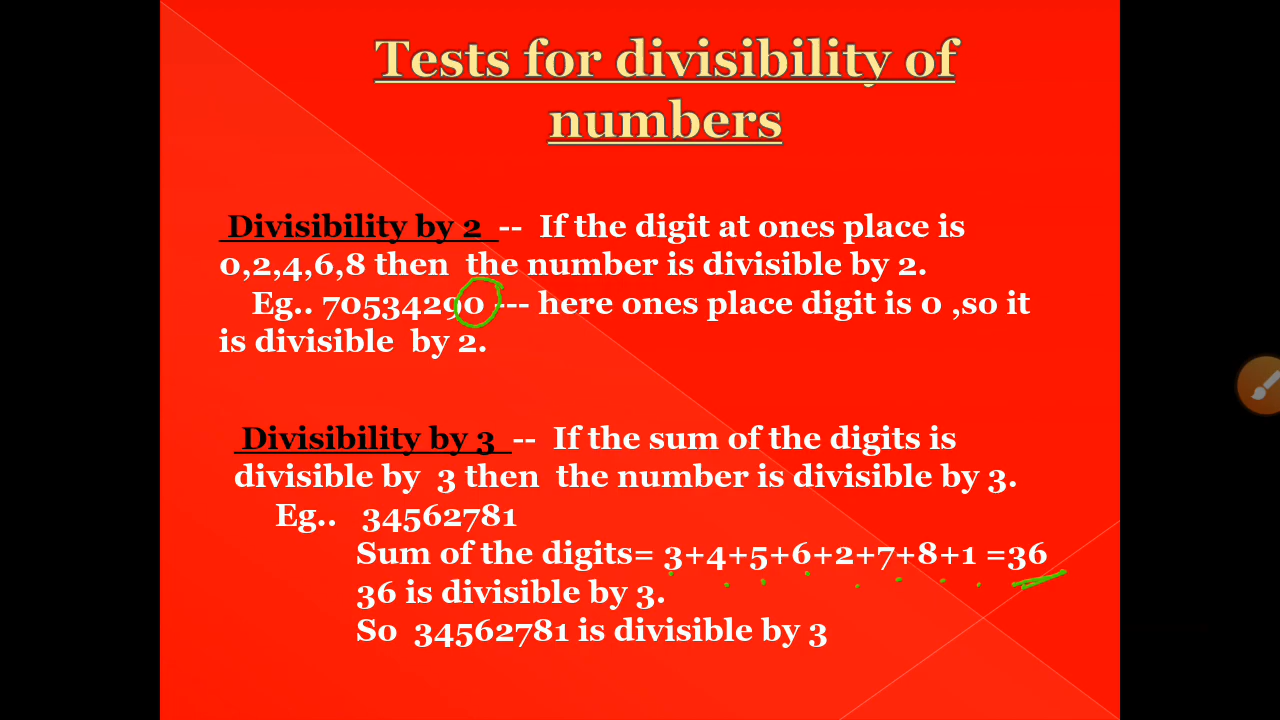 Tests for divisibility of
numbers
Divisibility by 2 -- If the digit at ones place is
0,2,4,6,8 then the number is divisible by 2.
Eg.. 70534290 --- here ones place digit is 0 ,so it
is divisible by 2.
Divisibility by 3 -- If the sum of the digits is
divisible by 3 then the number is divisible by 3.
Eg.. 34562781
Sum of the digits= 3+4+5+6+2+7+8+1 =36
36 is divisible by 3.
So 34562781 is divisible by 3